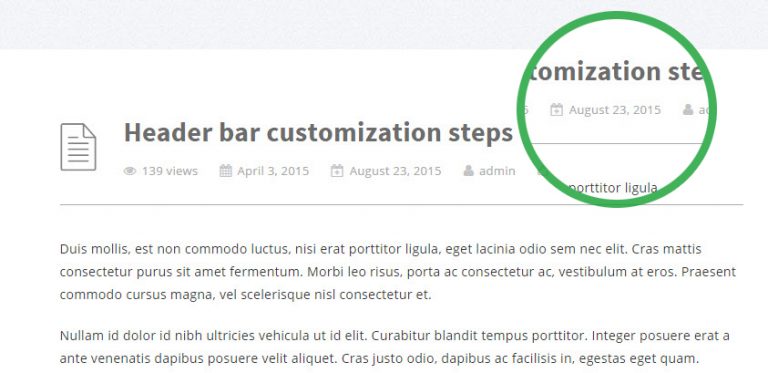 tomization ste
August 23, 2015
Header bar customization steps
139 views April 3, 2015 August 23, 2015 admin
porttitor ligula
Duis mollis, est non commodo luctus, nisi erat porttitor ligula, eget lacinia odio sem nec elit. Cras mattis
consectetur purus sit amet fermentum. Morbi leo risus, porta ac consectetur ac, vestibulum at eros. Praesent
commodo cursus magna, vel scelerisque nisl consectetur et.
Nullam id dolor id nibh ultricies vehicula ut id elit. Curabitur blandit tempus porttitor. Integer posuere erat a
ante venenatis dapibus posuere velit aliquet. Cras justo odio, dapibus ac facilisis in, egestas eget quam.